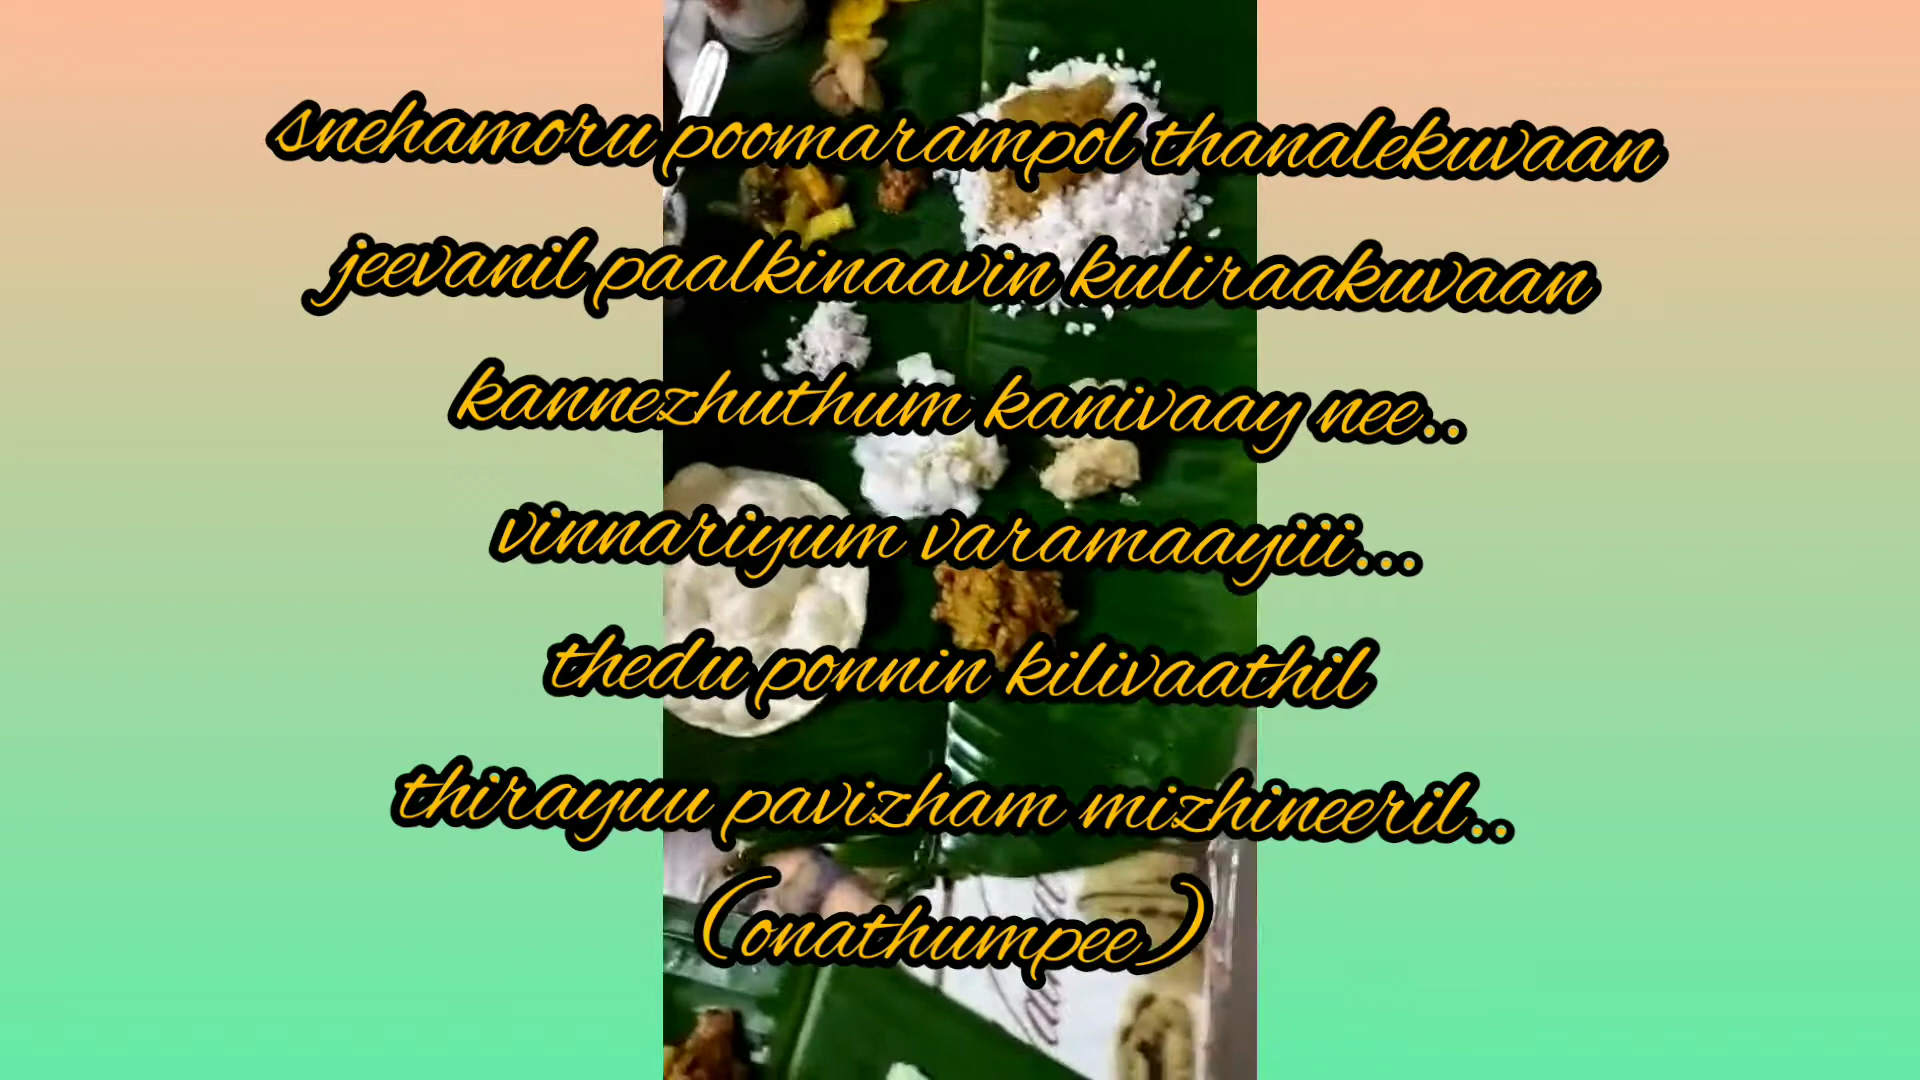 snehamoru poomarampol thanalekuvaan
jeevanil paalkinaavin kuliraakuvaan
kannezhuthum kanivaay nee..
vinnariyum varamaayiii...
thedu ponnin kilivaathil
thirayuu pavizham mizhineeril..
(onathumpee)